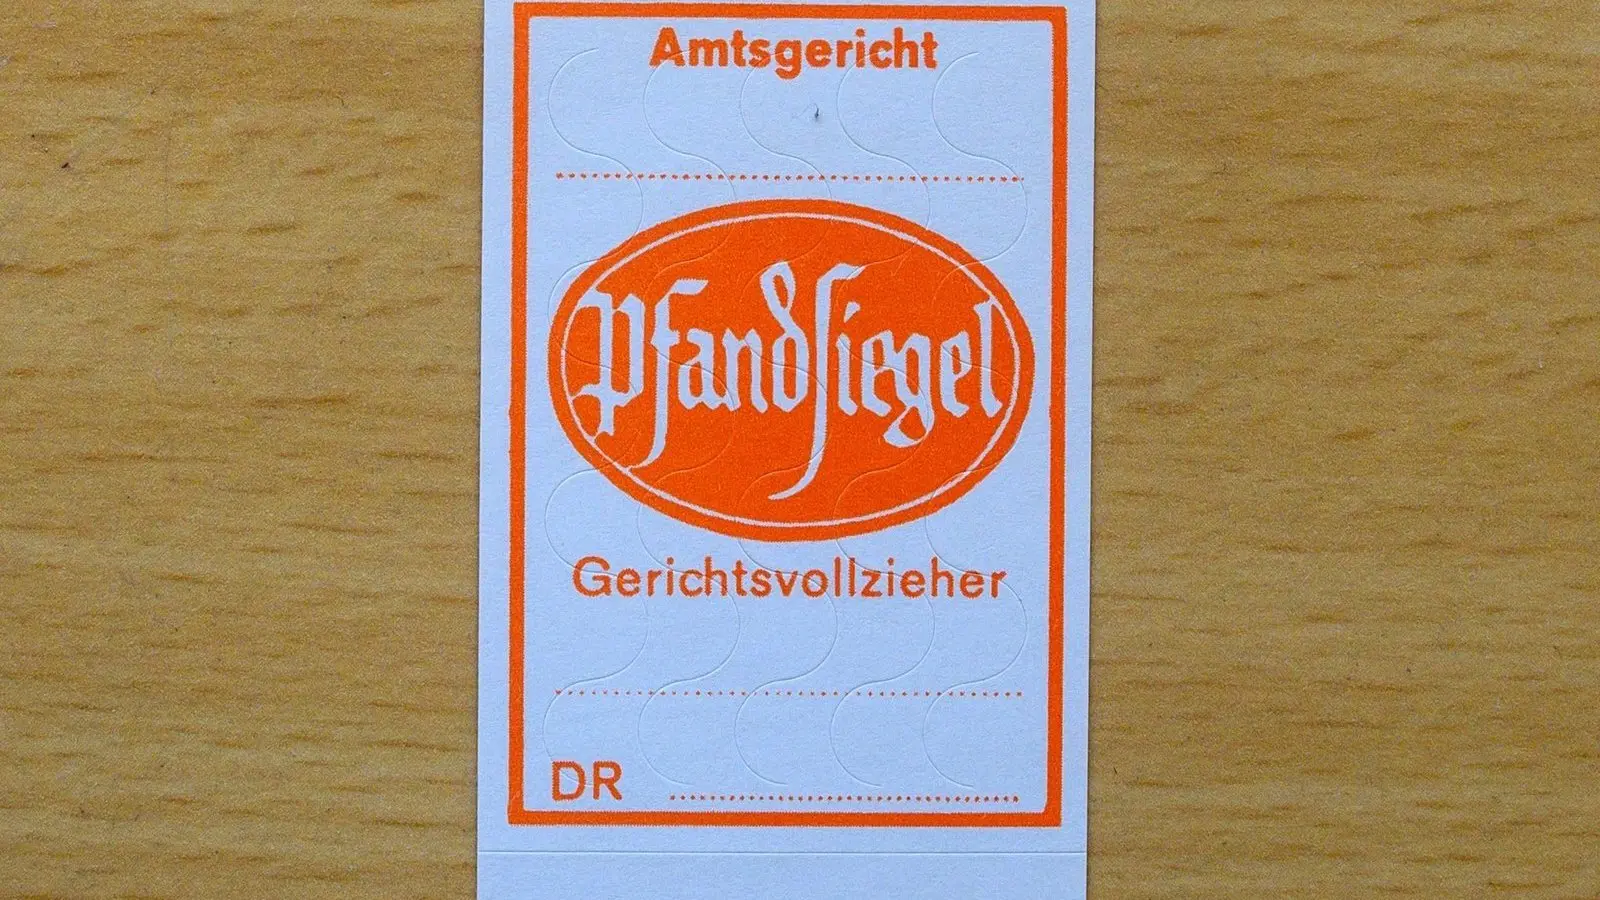 Amtsgericht
Pfandſiegel
Gerichtsvollzieher
DR